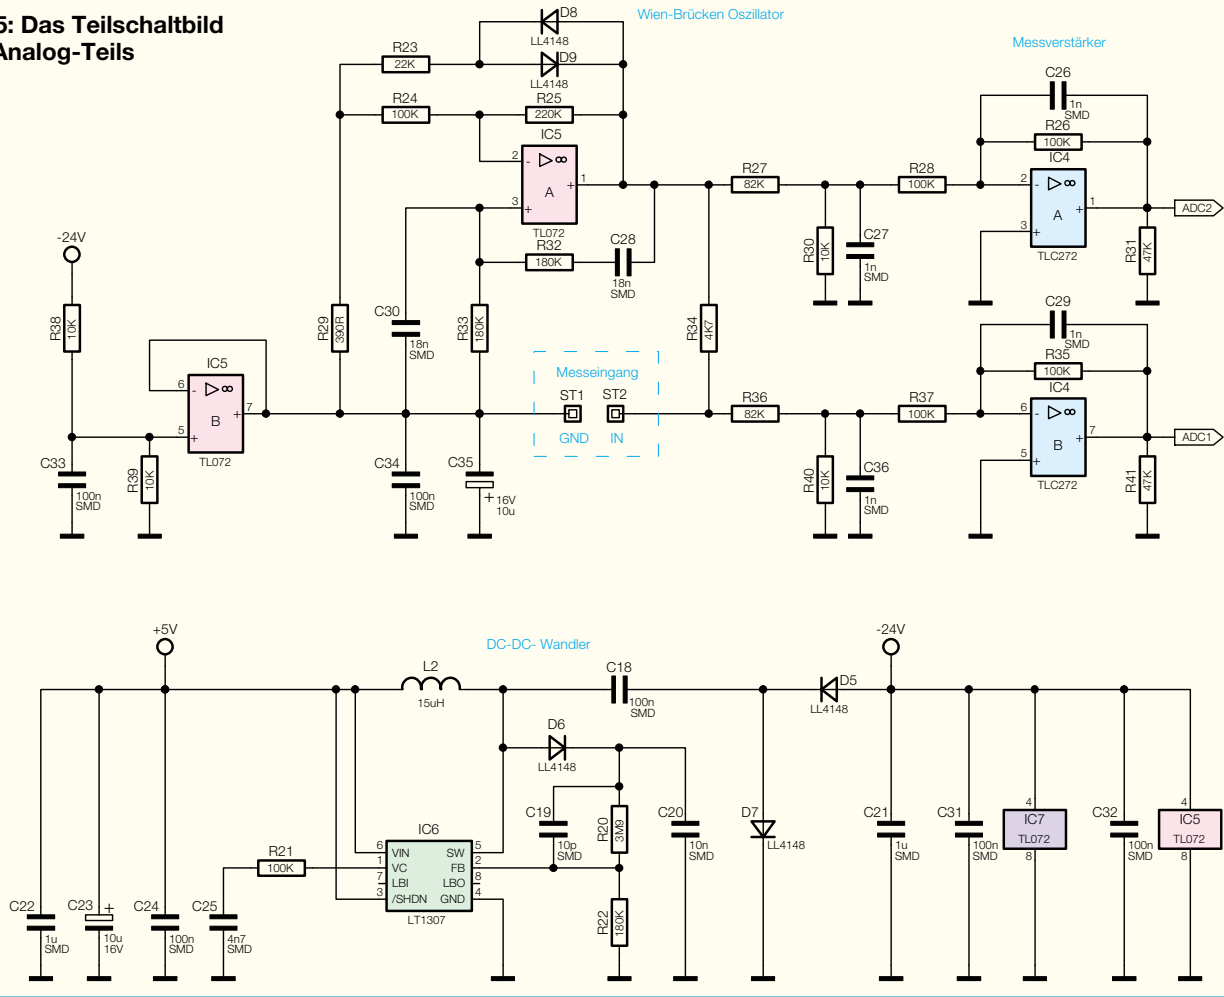 5: Das Teilschaltbild
Analog-Teils
Wien-Brücken Oszillator
Messverstärker
D8
LL4148
D9
LL4148
R23
22K
R24
100K
R25
220K
IC5
2 - ▷∞
A + 1
3 +
TL072
R32
180K
C28
18n
SMD
R27
82K
R28
100K
C26
1n
SMD
R26
100K
IC4
2 - ▷∞
A + 1
3 +
TLC272
ADC2
R30
10K
C27
1n
SMD
R31
47K
-24V
R38
10K
R29
390R
C30
18n
SMD
R33
180K
R34
4K7
C29
1n
SMD
R35
100K
IC4
6 - ▷∞
B + 7
5 +
TLC272
ADC1
IC5
6 - ▷∞
B + 7
5 +
TL072
Messeingang
ST1 ST2
GND IN
R36
82K
R37
100K
C33
100n
SMD
R39
10K
C34
100n
SMD
C35
+ 16V
10u
R40
10K
C36
1n
SMD
R41
47K
+5V
DC-DC- Wandler
-24V
L2
15uH
C18
100n
SMD
D5
LL4148
D6
LL4148
C19
10p
SMD
R20
3M9
C20
10n
SMD
D7
LL4148
C21
1u
SMD
C31
100n
SMD
4
IC7
TL072
8
C32
100n
SMD
4
IC5
TL072
8
R21
100K
IC6
6 VIN SW 5
1 VC FB 2
7 LBI LBO 8
3 /SHDN GND 4
LT1307
R22
180K
C22
1u
SMD
C23 +
10u
16V
C24
100n
SMD
C25
4n7
SMD